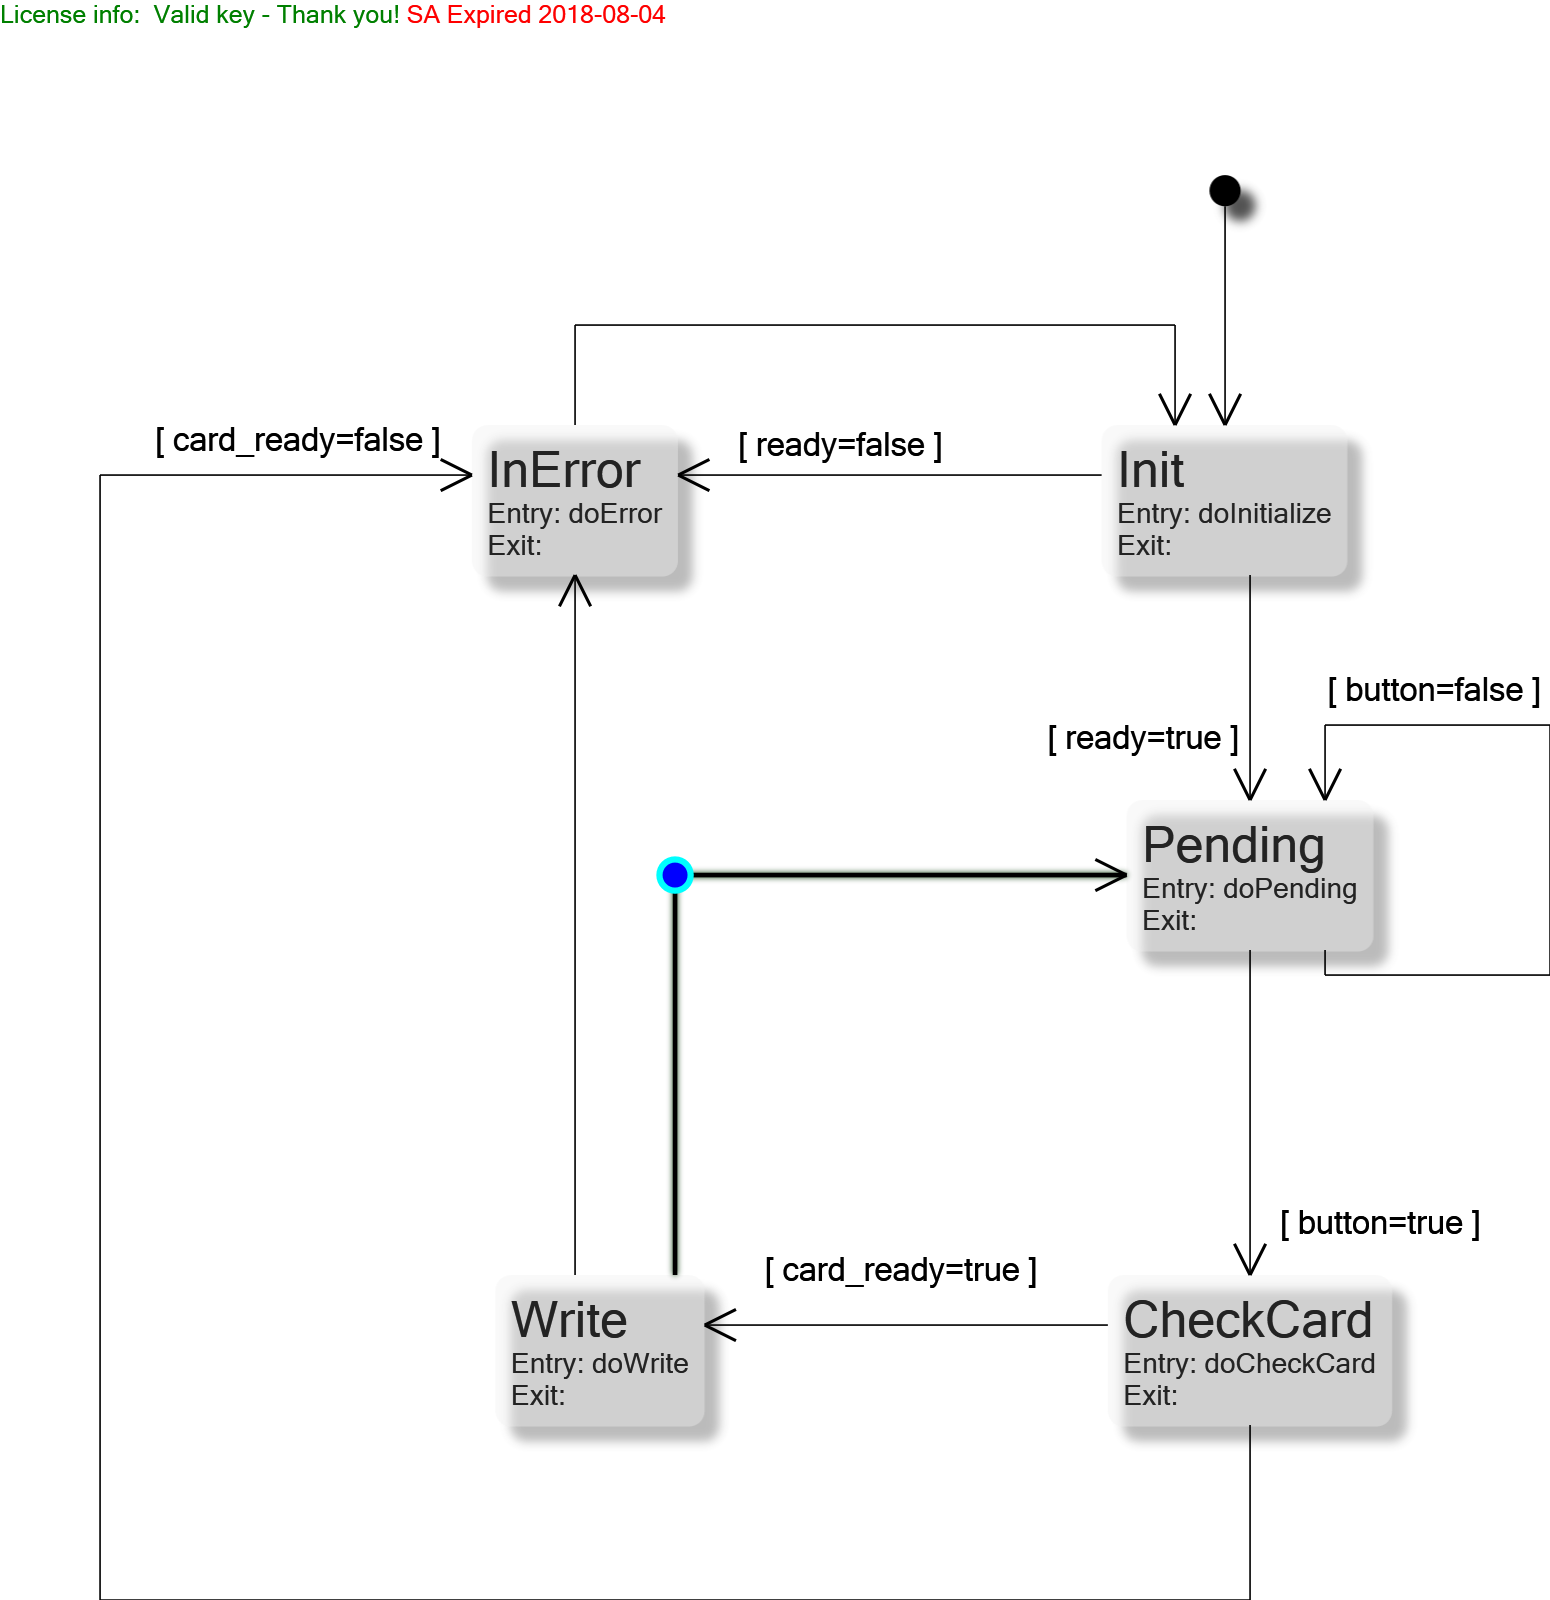 License info:  Valid key - Thank you! SA Expired 2018-08-04
[ card_ready=false ]
[ ready=false ]
InError
Entry: doError
Exit:
Init
Entry: doInitialize
Exit:
[ button=false ]
[ ready=true ]
Pending
Entry: doPending
Exit:
[ button=true ]
[ card_ready=true ]
Write
Entry: doWrite
Exit:
CheckCard
Entry: doCheckCard
Exit: